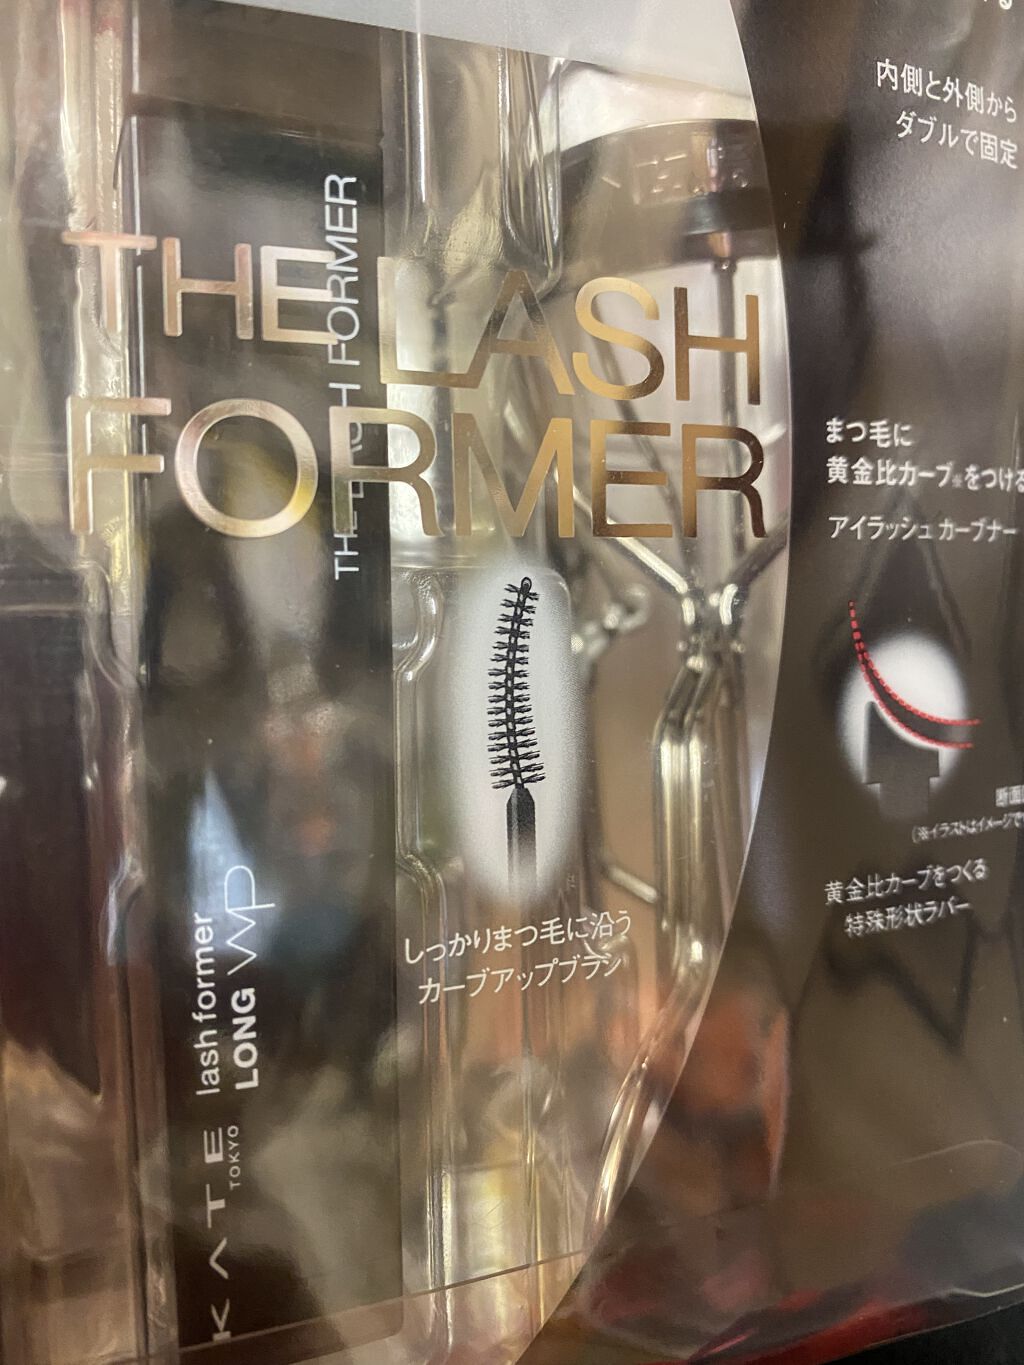 る
内側と外側から
ダブルで固定
THE LASH
FORMER
THE LASH FORMER
まつ毛に
黄金比カーブ※をつける
アイラッシュカーブナー
断面
(※イラストはイメージで
黄金比カーブをつくる
特殊形状ラバー
しっかりまつ毛に沿う
カーブアップブラシ
lash former
LONG WP
KATE
TOKYO